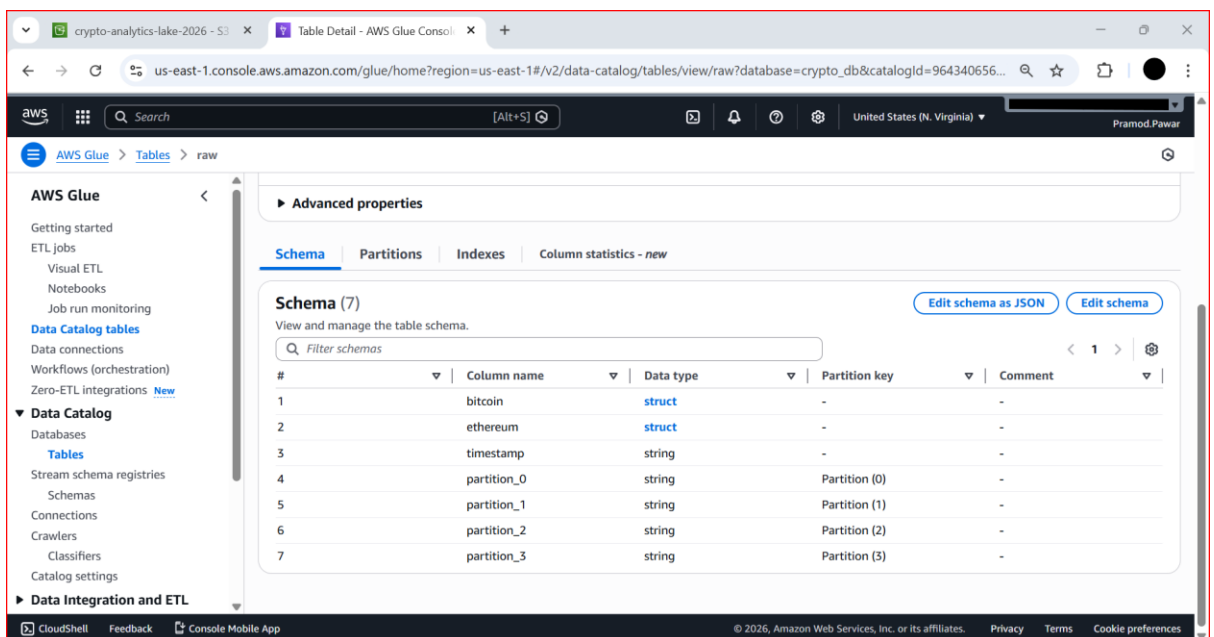 crypto-analytics-lake-2026 - S3
Table Detail - AWS Glue Consol
us-east-1.console.aws.amazon.com/glue/home?region=us-east-1#/v2/data-catalog/tables/view/raw?database=crypto_db&catalogId=964340656...
aws Search [Alt+S] United States (N. Virginia) Pramod.Pawar
AWS Glue > Tables > raw
AWS Glue
Getting started
ETL jobs
Visual ETL
Notebooks
Job run monitoring
Data Catalog tables
Data connections
Workflows (orchestration)
Zero-ETL integrations New
Data Catalog
Databases
Tables
Stream schema registries
Schemas
Connections
Crawlers
Classifiers
Catalog settings
Data Integration and ETL
Advanced properties
Schema Partitions Indexes Column statistics - new
Schema (7) Edit schema as JSON Edit schema
View and manage the table schema.
Filter schemas 1
# Column name Data type Partition key Comment
1 bitcoin struct - -
2 ethereum struct - -
3 timestamp string - -
4 partition_0 string Partition (0) -
5 partition_1 string Partition (1) -
6 partition_2 string Partition (2) -
7 partition_3 string Partition (3) -
CloudShell Feedback Console Mobile App © 2026, Amazon Web Services, Inc. or its affiliates. Privacy Terms Cookie preferences